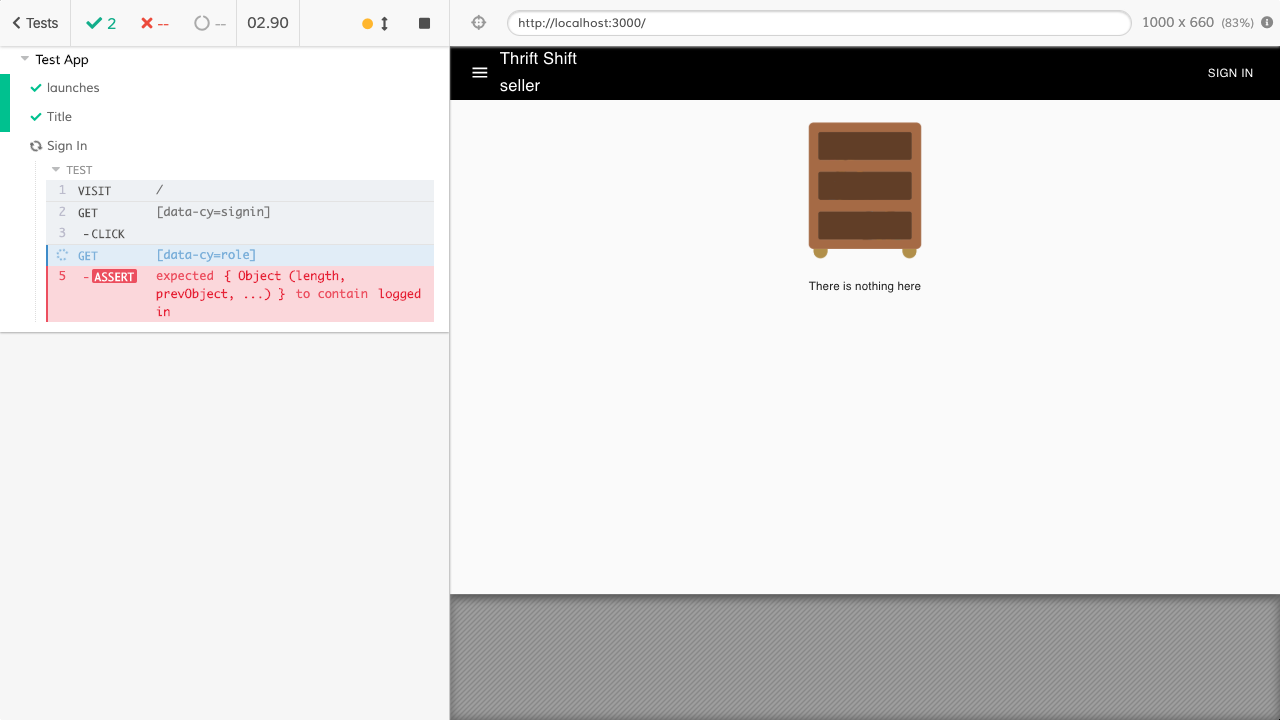 Tests
2
--
--
02.90
http://localhost:3000/
1000 x 660 (83%)
Test App
launches
Title
Sign In
TEST
1 VISIT /
2 GET [data-cy=signin]
3 -CLICK
GET [data-cy=role]
5 -ASSERT expected { Object (length,
prevObject, ...) } to contain logged
in
Thrift Shift
seller
SIGN IN
There is nothing here